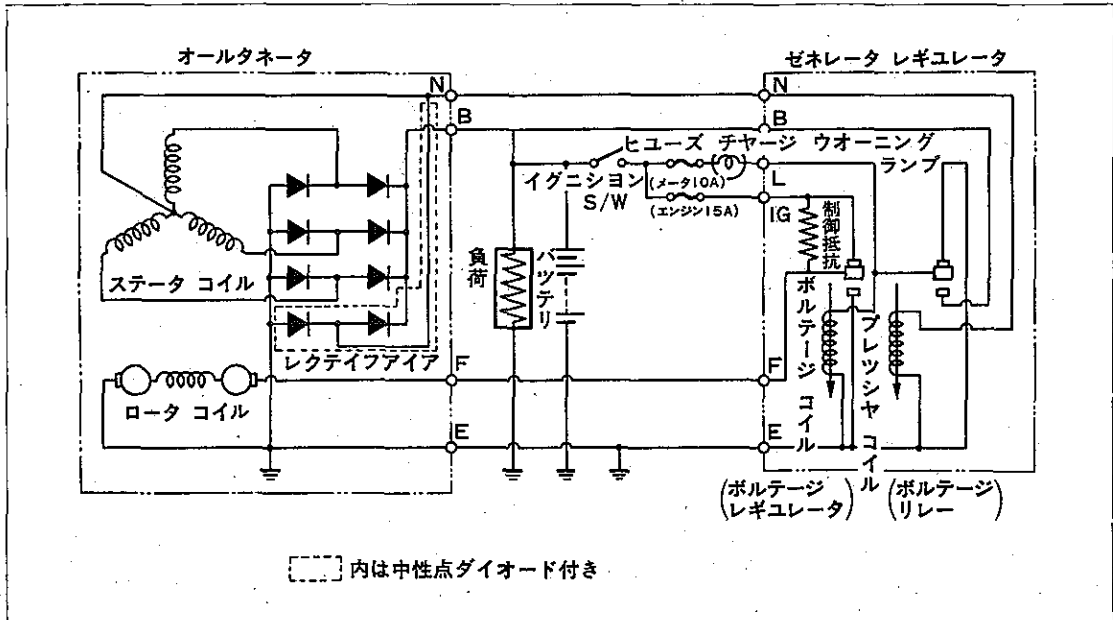 オールタネータ
ゼネレータ レギュレータ
N
N
B
B
ヒユーズ チヤージ ウオーニング
ランプ
L
イグニシヨン
S/W
(メータ10A)
(エンジン15A)
IG
制御抵抗
ステータ コイル
負荷
バツテリ
レクテイフアイア
F
F
ロータ コイル
ボルテージ コイル
プレツシヤ コイル
E
E
(ボルテージ
レギユレータ)
(ボルテージ
リレー)
内は中性点ダイオード付き